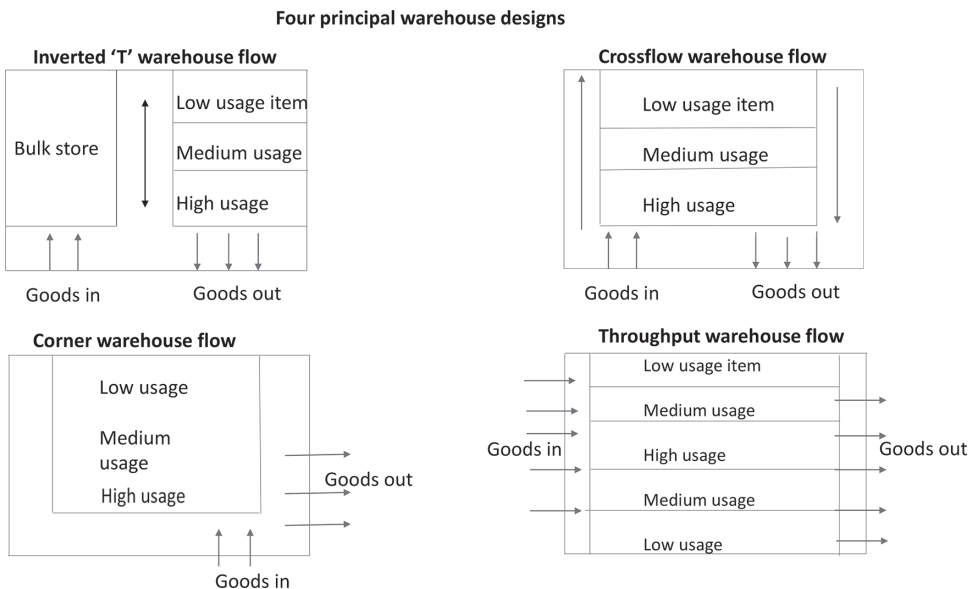 Four principal warehouse designs
Inverted ‘T’ warehouse flow
Bulk store
Low usage item
Medium usage
High usage
Goods in
Goods out
Crossflow warehouse flow
Low usage item
Medium usage
High usage
Goods in
Goods out
Corner warehouse flow
Low usage
Medium
usage
High usage
Goods out
Goods in
Throughput warehouse flow
Low usage item
Medium usage
Goods in
High usage
Goods out
Medium usage
Low usage